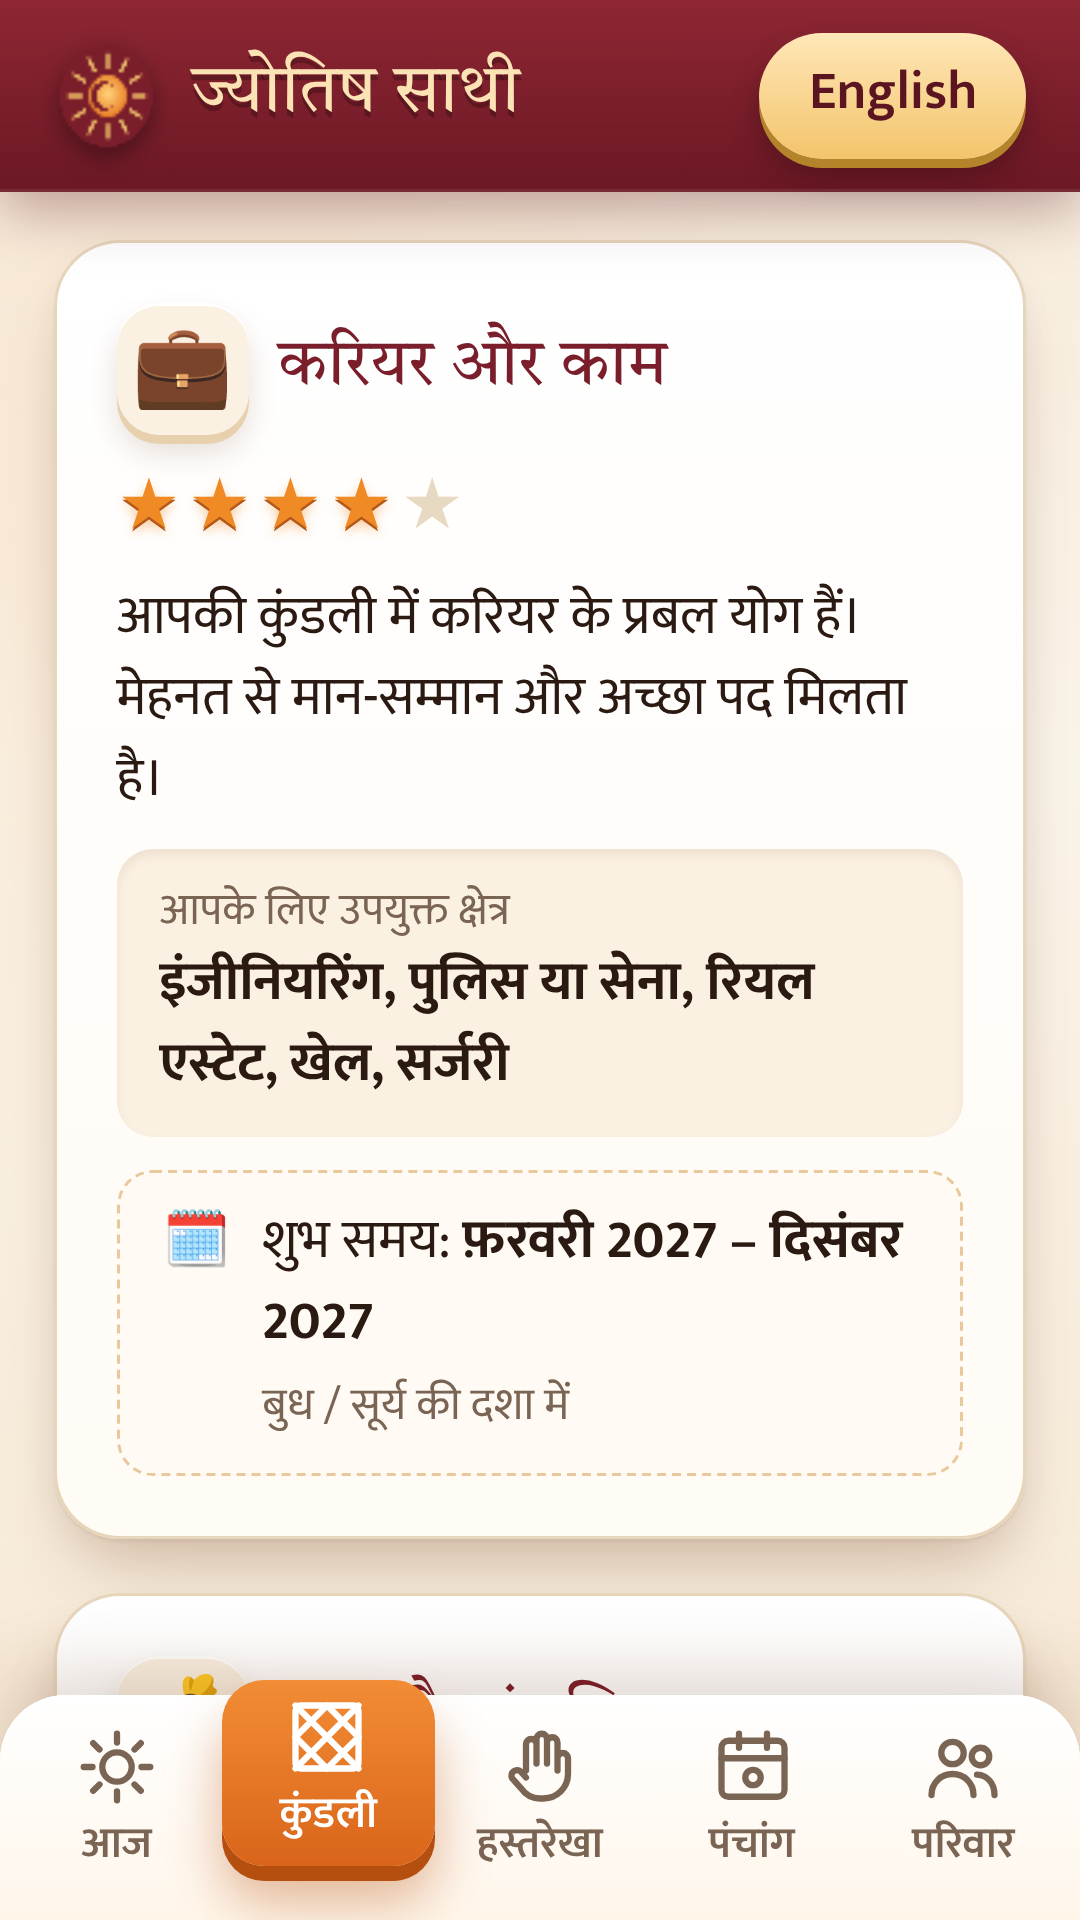 ज्योतिष साथी
English
करियर और काम
आपकी कुंडली में करियर के प्रबल योग हैं।
मेहनत से मान-सम्मान और अच्छा पद मिलता
है।
आपके लिए उपयुक्त क्षेत्र
इंजीनियरिंग, पुलिस या सेना, रियल
एस्टेट, खेल, सर्जरी
शुभ समय: फ़रवरी 2027 – दिसंबर
2027
बुध / सूर्य की दशा में
आज
कुंडली
हस्तरेखा
पंचांग
परिवार